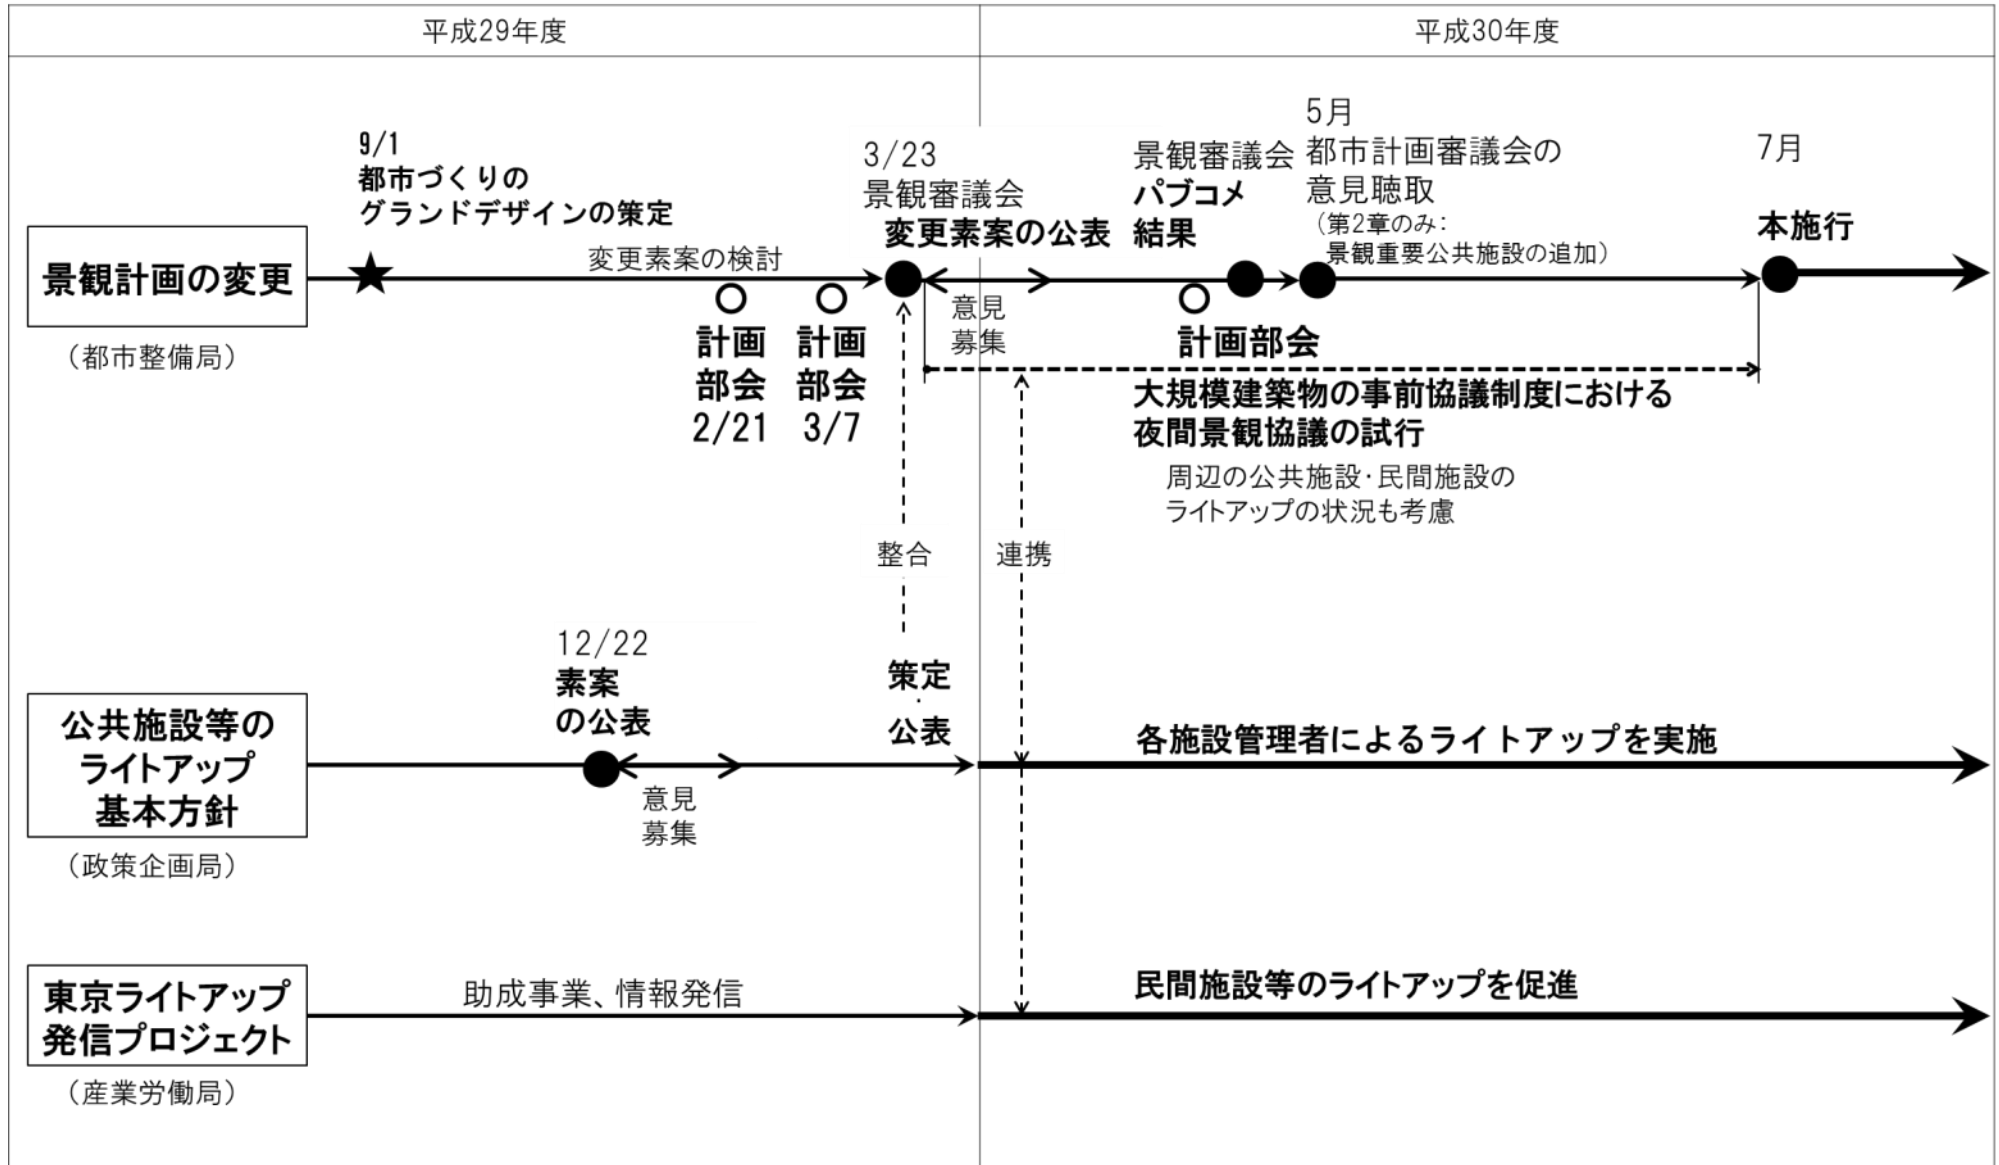 平成29年度
平成30年度
9/1
都市づくりの
グランドデザインの策定
3/23
景観審議会
変更素案の公表
景観審議会
パブコメ
結果
5月
都市計画審議会の
意見聴取
（第2章のみ：
景観重要公共施設の追加）
7月
本施行
景観計画の変更
（都市整備局）
変更素案の検討
計画
部会
2/21
計画
部会
3/7
意見
募集
計画部会
大規模建築物の事前協議制度における
夜間景観協議の試行
周辺の公共施設・民間施設の
ライトアップの状況も考慮
整合
連携
12/22
素案
の公表
策定
・
公表
公共施設等の
ライトアップ
基本方針
（政策企画局）
意見
募集
各施設管理者によるライトアップを実施
東京ライトアップ
発信プロジェクト
（産業労働局）
助成事業、情報発信
民間施設等のライトアップを促進